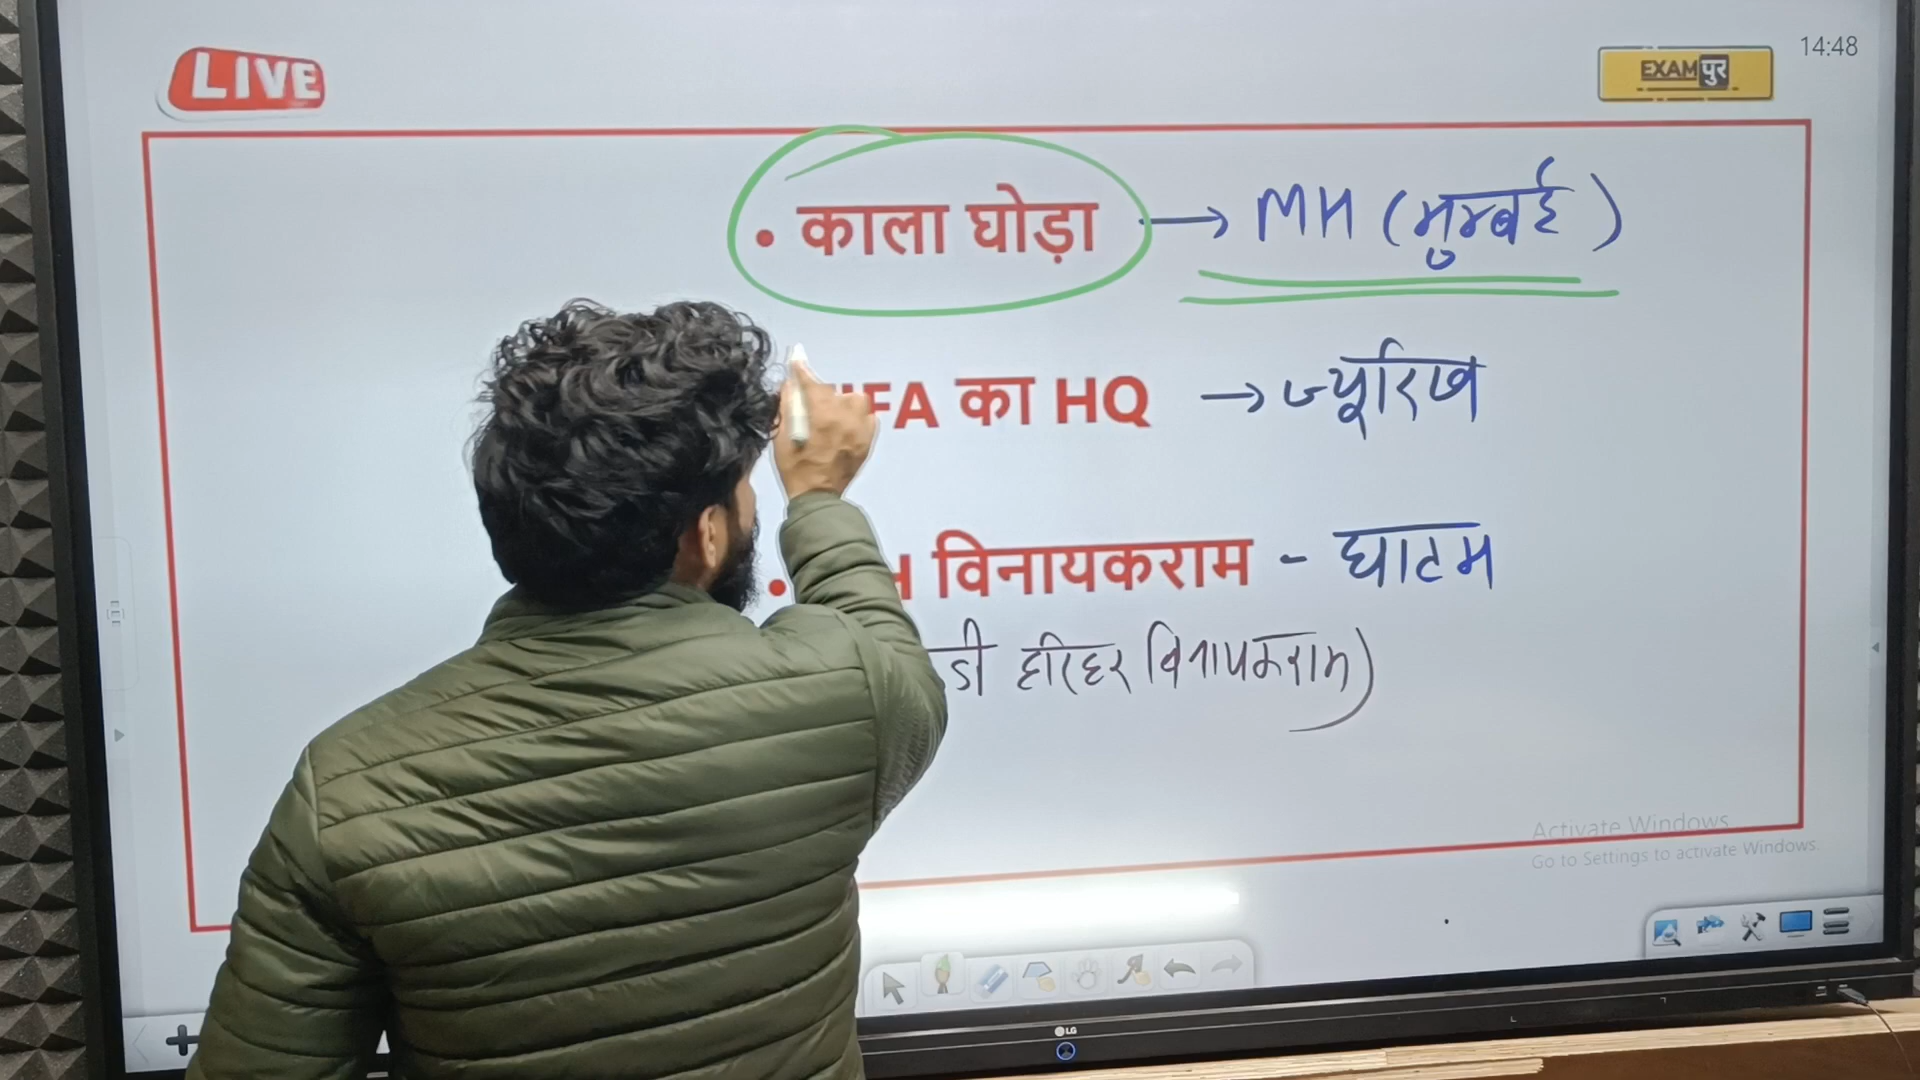 LIVE
EXAMपुर
14:48
• काला घोड़ा → MH (मुम्बई)
FA का HQ → ज्यूरिख
• H विनायकराम - घाटम
डी हरिहर विनायकराम)
Activate Windows
Go to Settings to activate Windows.
LG